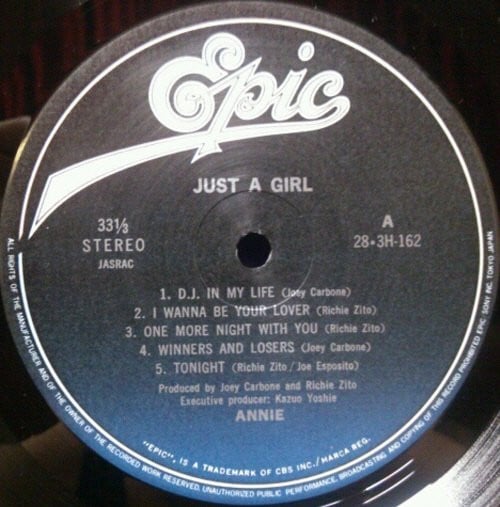 Epic
JUST A GIRL
33⅓
STEREO
JASRAC
A
28•3H-162
1. D.J. IN MY LIFE (Joey Carbone)
2. I WANNA BE YOUR LOVER (Richie Zito)
3. ONE MORE NIGHT WITH YOU (Richie Zito)
4. WINNERS AND LOSERS (Joey Carbone)
5. TONIGHT (Richie Zito/Joe Esposito)
Produced by Joey Carbone and Richie Zito
Executive producer: Kazuo Yoshie
ANNIE
"EPIC", IS A TRADEMARK OF CBS INC./MARCA REG.
ALL RIGHTS OF THE MANUFACTURER AND OF THE OWNER OF THE RECORDED WORK RESERVED. UNAUTHORIZED PUBLIC PERFORMANCE, BROADCASTING AND COPYING OF THIS RECORD PROHIBITED EPIC SONY INC. TOKYO JAPAN